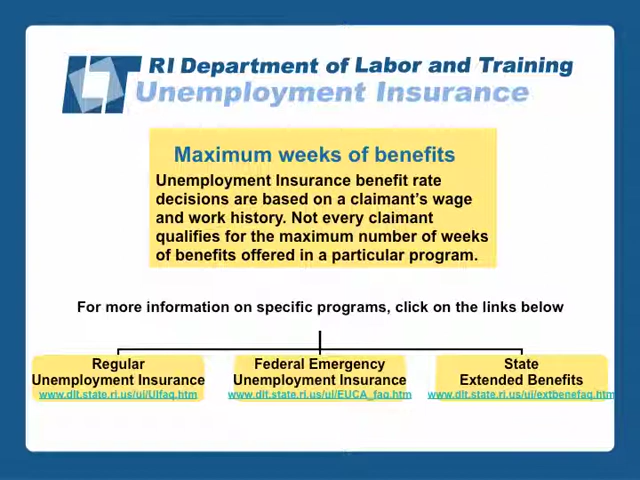 RI Department of Labor and Training
Unemployment Insurance
Maximum weeks of benefits
Unemployment Insurance benefit rate
decisions are based on a claimant's wage
and work history. Not every claimant
qualifies for the maximum number of weeks
of benefits offered in a particular program.
For more information on specific programs, click on the links below
Regular
Unemployment Insurance
www.dlt.state.ri.us/ui/UIfaq.htm
Federal Emergency
Unemployment Insurance
www.dlt.state.ri.us/ui/EUCA_faq.htm
State
Extended Benefits
www.dlt.state.ri.us/ui/extbenefaq.htm